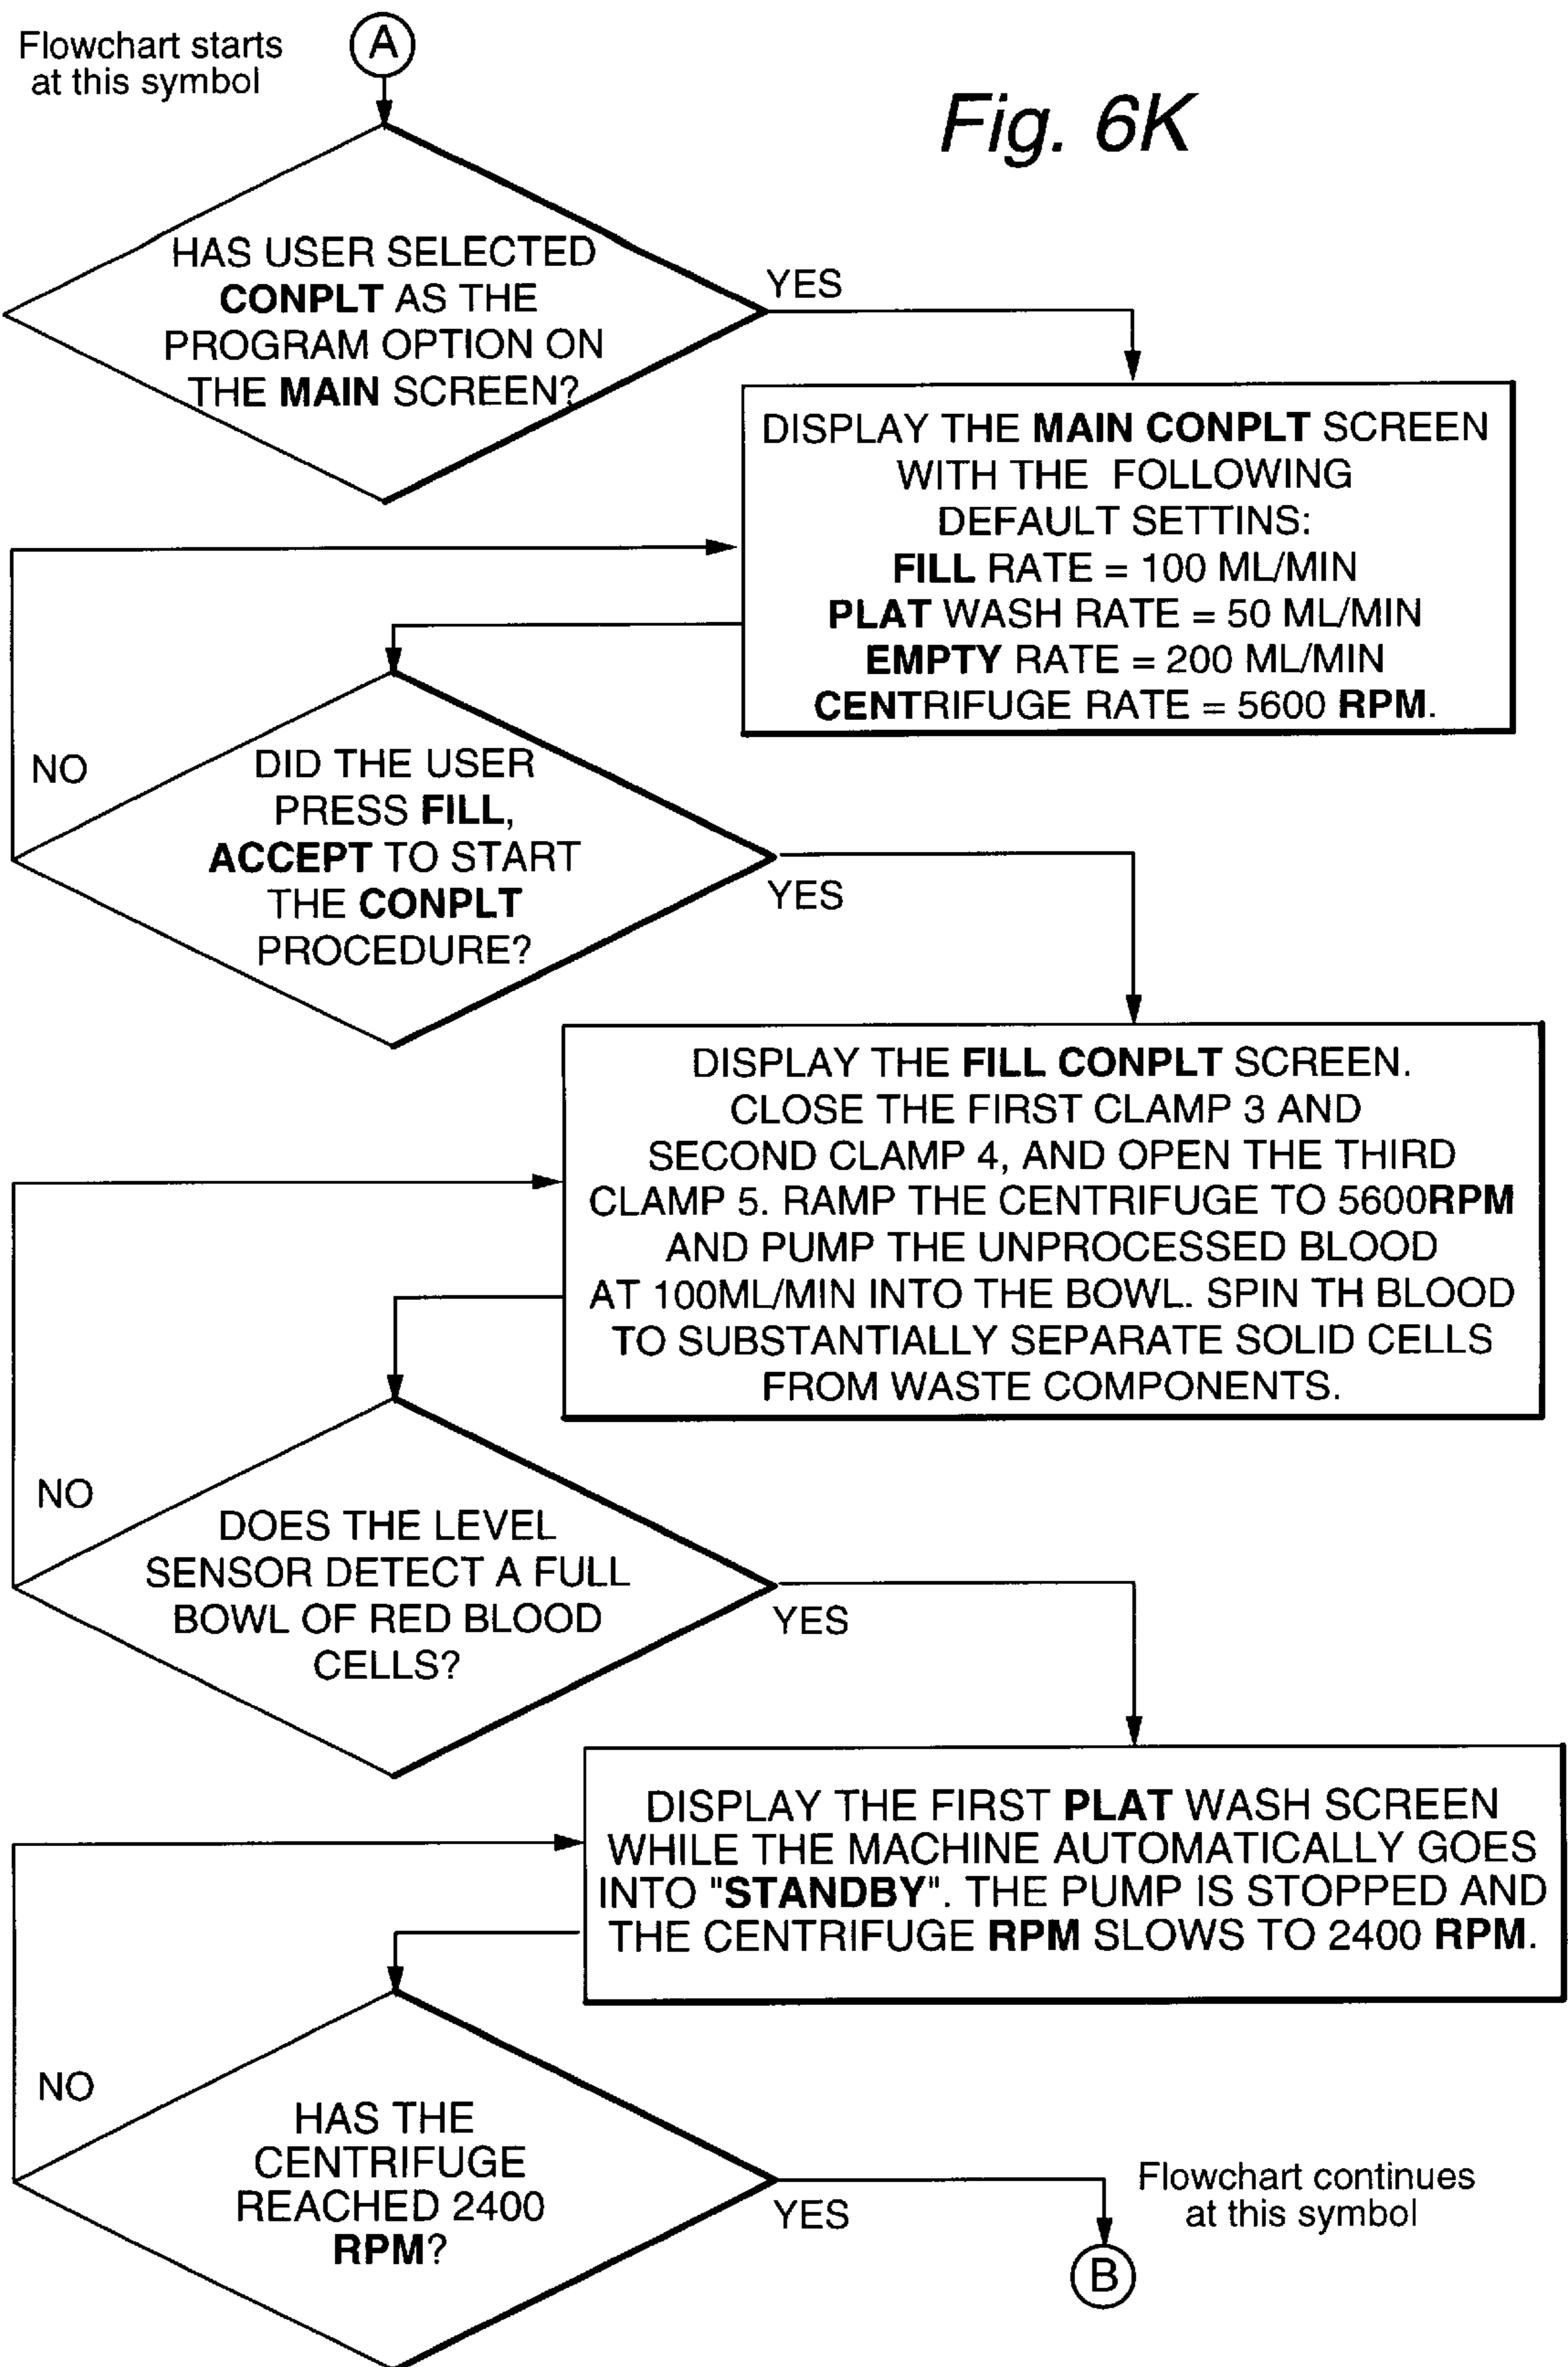 Flowchart starts
at this symbol
A
Fig. 6K
HAS USER SELECTED
CONPLT AS THE
PROGRAM OPTION ON
THE MAIN SCREEN?
YES
DISPLAY THE MAIN CONPLT SCREEN
WITH THE FOLLOWING
DEFAULT SETTINS:
FILL RATE = 100 ML/MIN
PLAT WASH RATE = 50 ML/MIN
EMPTY RATE = 200 ML/MIN
CENTRIFUGE RATE = 5600 RPM.
NO
DID THE USER
PRESS FILL,
ACCEPT TO START
THE CONPLT
PROCEDURE?
YES
DISPLAY THE FILL CONPLT SCREEN.
CLOSE THE FIRST CLAMP 3 AND
SECOND CLAMP 4, AND OPEN THE THIRD
CLAMP 5. RAMP THE CENTRIFUGE TO 5600RPM
AND PUMP THE UNPROCESSED BLOOD
AT 100ML/MIN INTO THE BOWL. SPIN TH BLOOD
TO SUBSTANTIALLY SEPARATE SOLID CELLS
FROM WASTE COMPONENTS.
NO
DOES THE LEVEL
SENSOR DETECT A FULL
BOWL OF RED BLOOD
CELLS?
YES
DISPLAY THE FIRST PLAT WASH SCREEN
WHILE THE MACHINE AUTOMATICALLY GOES
INTO "STANDBY". THE PUMP IS STOPPED AND
THE CENTRIFUGE RPM SLOWS TO 2400 RPM.
NO
HAS THE
CENTRIFUGE
REACHED 2400
RPM?
YES
Flowchart continues
at this symbol
B